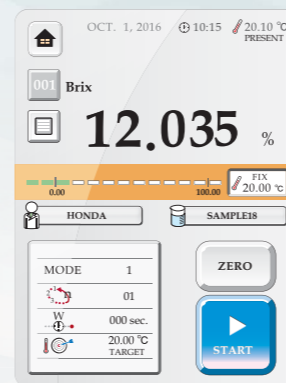 OCT. 1, 2016 10:15 20.10 ℃
PRESENT
001 Brix
12.035 %
0.00 100.00 FIX
20.00 ℃
HONDA SAMPLE18
MODE 1
01
W 000 sec.
20.00 ℃
TARGET
ZERO
START